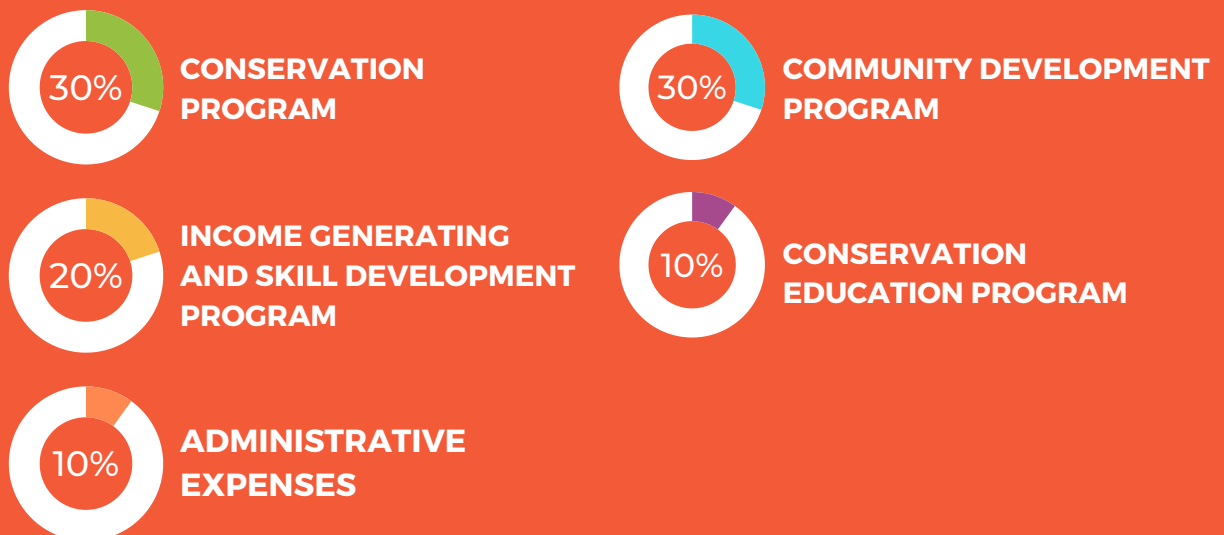 30%
CONSERVATION
PROGRAM
30%
COMMUNITY DEVELOPMENT
PROGRAM
20%
INCOME GENERATING
AND SKILL DEVELOPMENT
PROGRAM
10%
CONSERVATION
EDUCATION PROGRAM
10%
ADMINISTRATIVE
EXPENSES